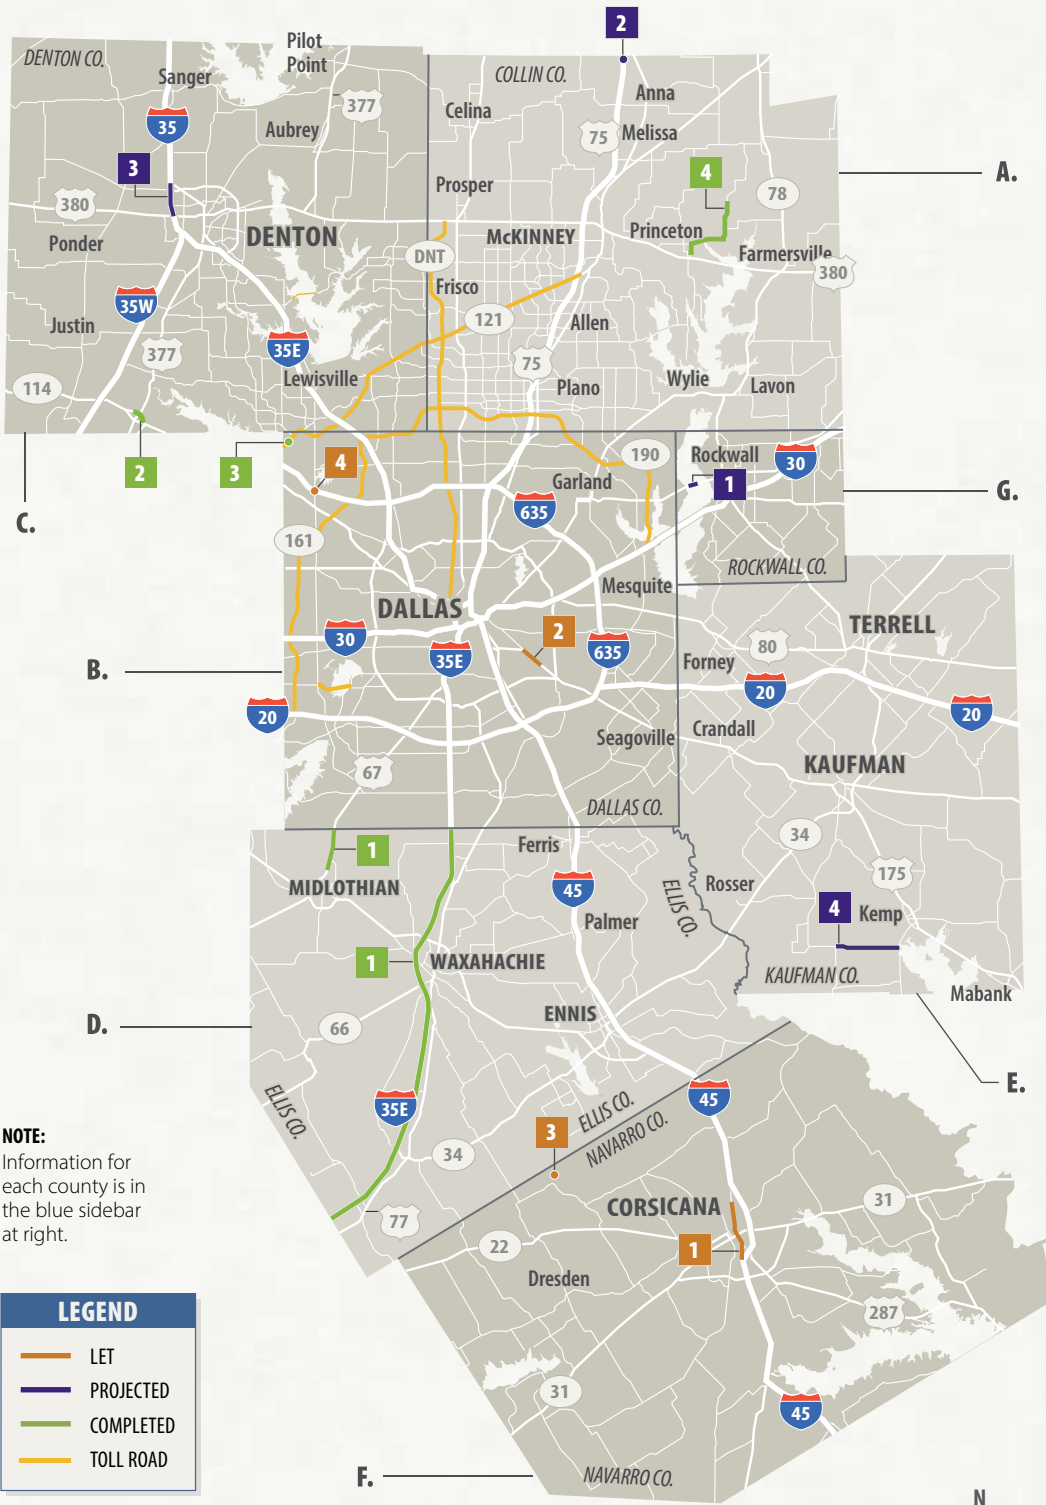 2
DENTON CO.
Pilot
Point
Sanger
COLLIN CO.
Anna
377
Celina
35
Aubrey
75
Melissa
3
4
A.
Prosper
78
380
Princeton
DENTON
McKINNEY
Ponder
DNT
Farmersville
380
Frisco
35W
121
Allen
Justin
35E
377
75
Lewisville
Plano
Wylie
Lavon
114
2
3
4
190
Rockwall
30
C.
Garland
1
G.
635
161
ROCKWALL CO.
Mesquite
DALLAS
TERRELL
30
2
635
80
35E
Forney
B.
20
20
20
Crandall
Seagoville
KAUFMAN
67
DALLAS CO.
34
1
Ferris
175
MIDLOTHIAN
45
ELLIS CO.
Rosser
4
Kemp
Palmer
1
WAXAHACHIE
KAUFMAN CO.
Mabank
D.
66
ENNIS
E.
ELLIS CO.
35E
45
ELLIS CO.
NAVARRO CO.
3
NOTE:
Information for
each county is in
the blue sidebar
at right.
34
31
CORSICANA
77
22
1
Dresden
287
LEGEND
LET
PROJECTED
COMPLETED
TOLL ROAD
31
45
F.
NAVARRO CO.
N